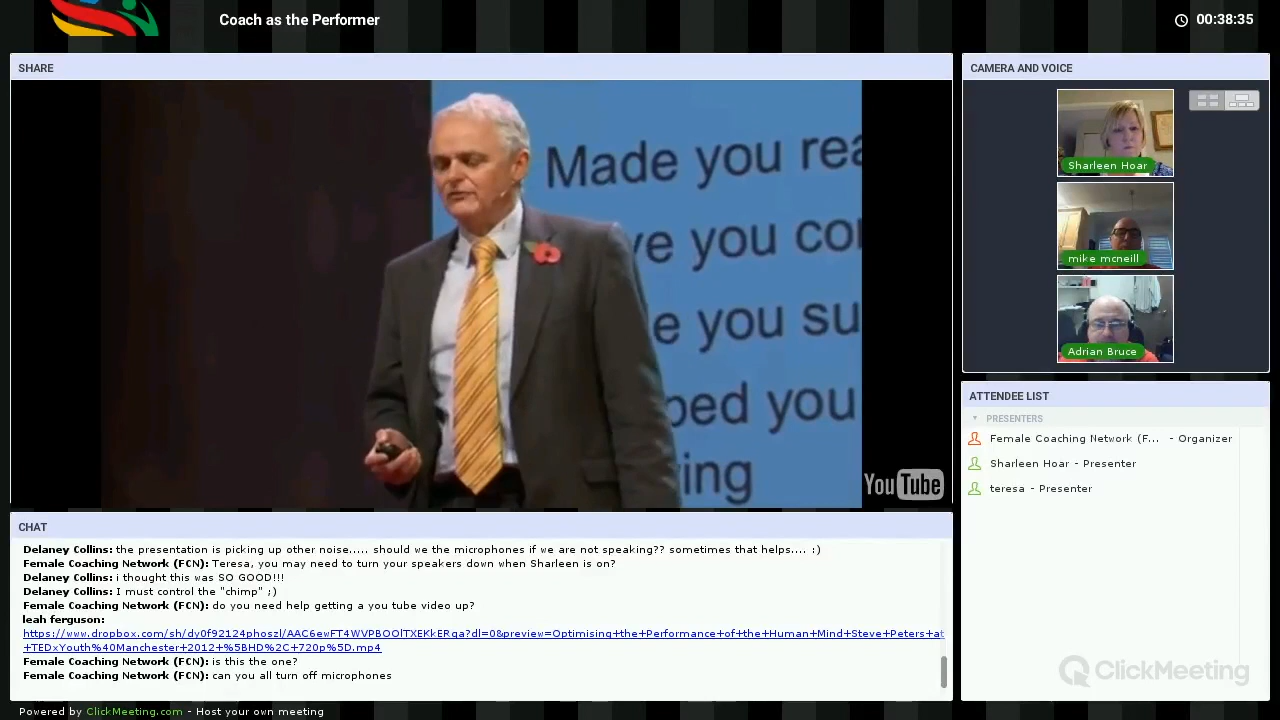 Coach as the Performer
00:38:35
SHARE
Made you rea
ve you con
e you su
ped you
ing
YouTube
CAMERA AND VOICE
Sharleen Hoar
mike mcneill
Adrian Bruce
ATTENDEE LIST
PRESENTERS
Female Coaching Network (F... - Organizer
Sharleen Hoar - Presenter
teresa - Presenter
ClickMeeting
CHAT
Delaney Collins: the presentation is picking up other noise..... should we the microphones if we are not speaking?? sometimes that helps.... :)
Female Coaching Network (FCN): Teresa, you may need to turn your speakers down when Sharleen is on?
Delaney Collins: i thought this was SO GOOD!!!
Delaney Collins: I must control the "chimp" ;)
Female Coaching Network (FCN): do you need help getting a you tube video up?
leah ferguson:
https://www.dropbox.com/sh/dy0f92124phoszl/AAC6ewFT4WVPBOOlTXEKkERqa?dl=0&preview=Optimising+the+Performance+of+the+Human+Mind+Steve+Peters+at
+TEDxYouth%40Manchester+2012+%5BHD%2C+720p%5D.mp4
Female Coaching Network (FCN): is this the one?
Female Coaching Network (FCN): can you all turn off microphones
Powered by ClickMeeting.com - Host your own meeting